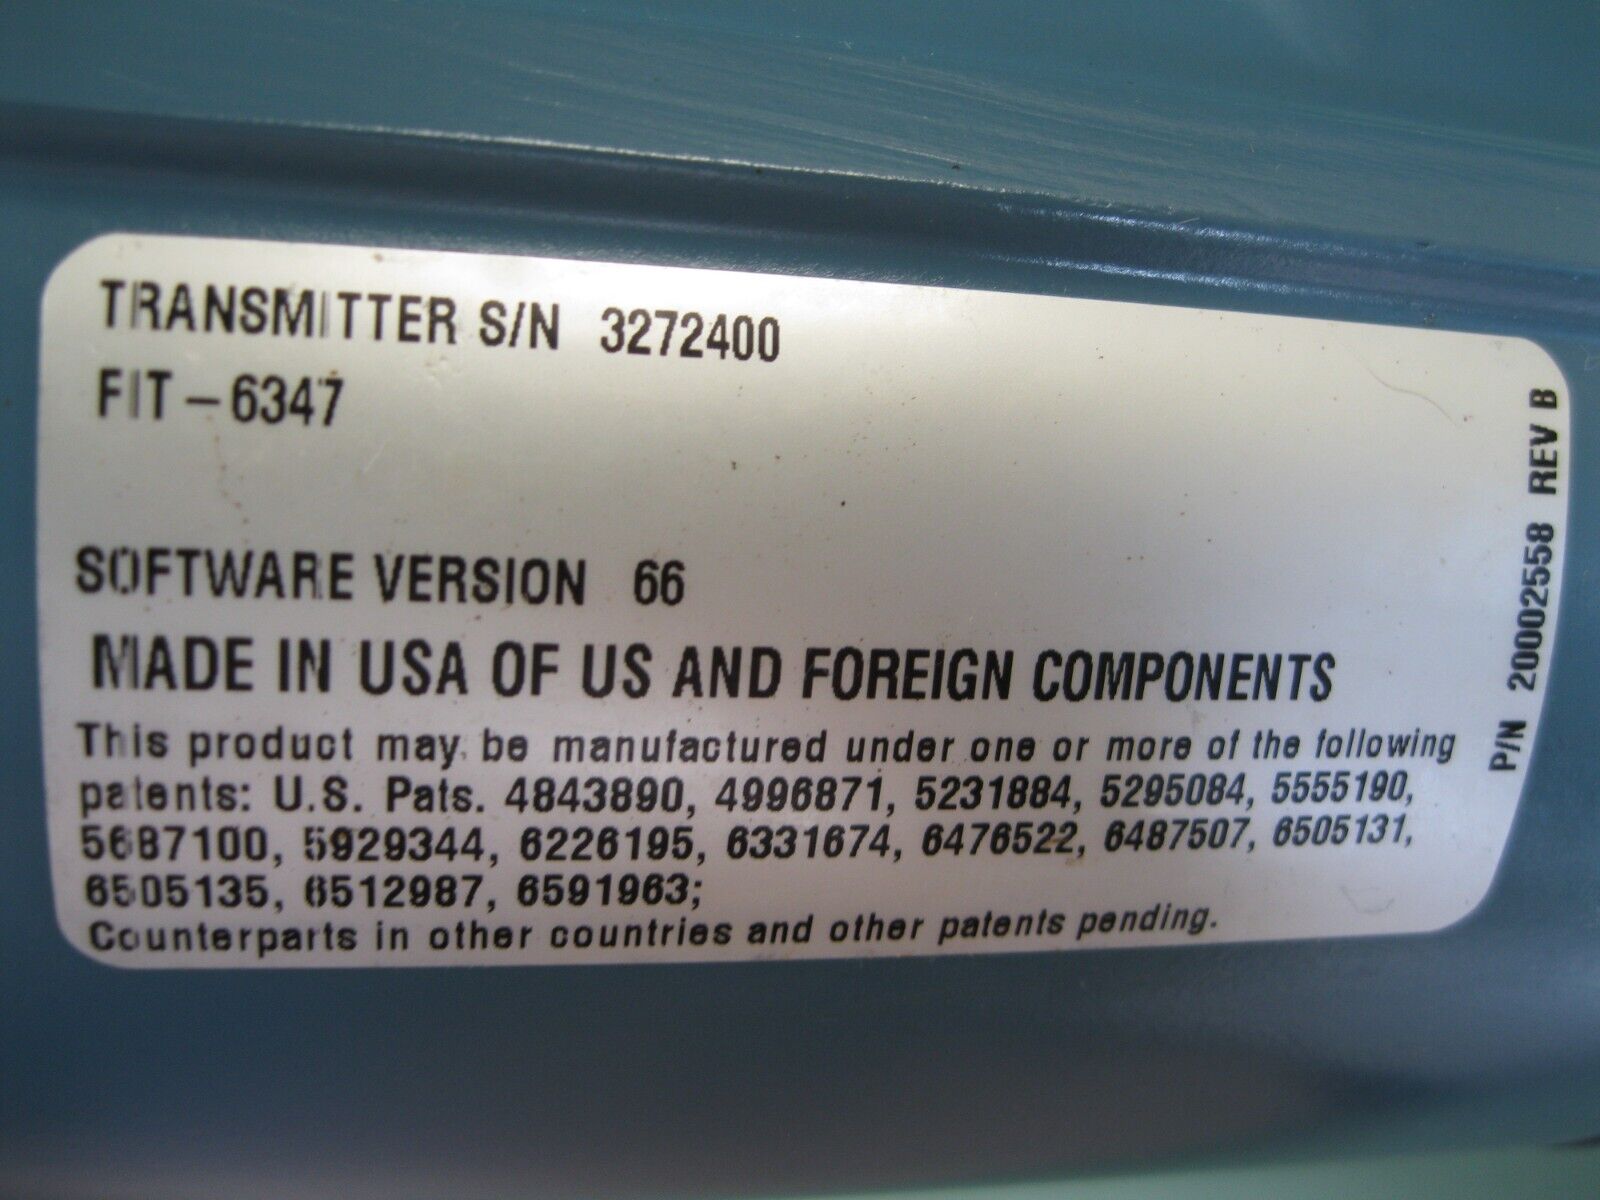 TRANSMITTER S/N 3272400
FIT-6347
SOFTWARE VERSION 66
MADE IN USA OF US AND FOREIGN COMPONENTS
This product may be manufactured under one or more of the following
patents: U.S. Pats. 4843890, 4996871, 5231884, 5295084, 5555190,
5687100, 5929344, 6226195, 6331674, 6476522, 6487507, 6505131,
6505135, 6512987, 6591963;
Counterparts in other countries and other patents pending.
P/N 20002558 REV B